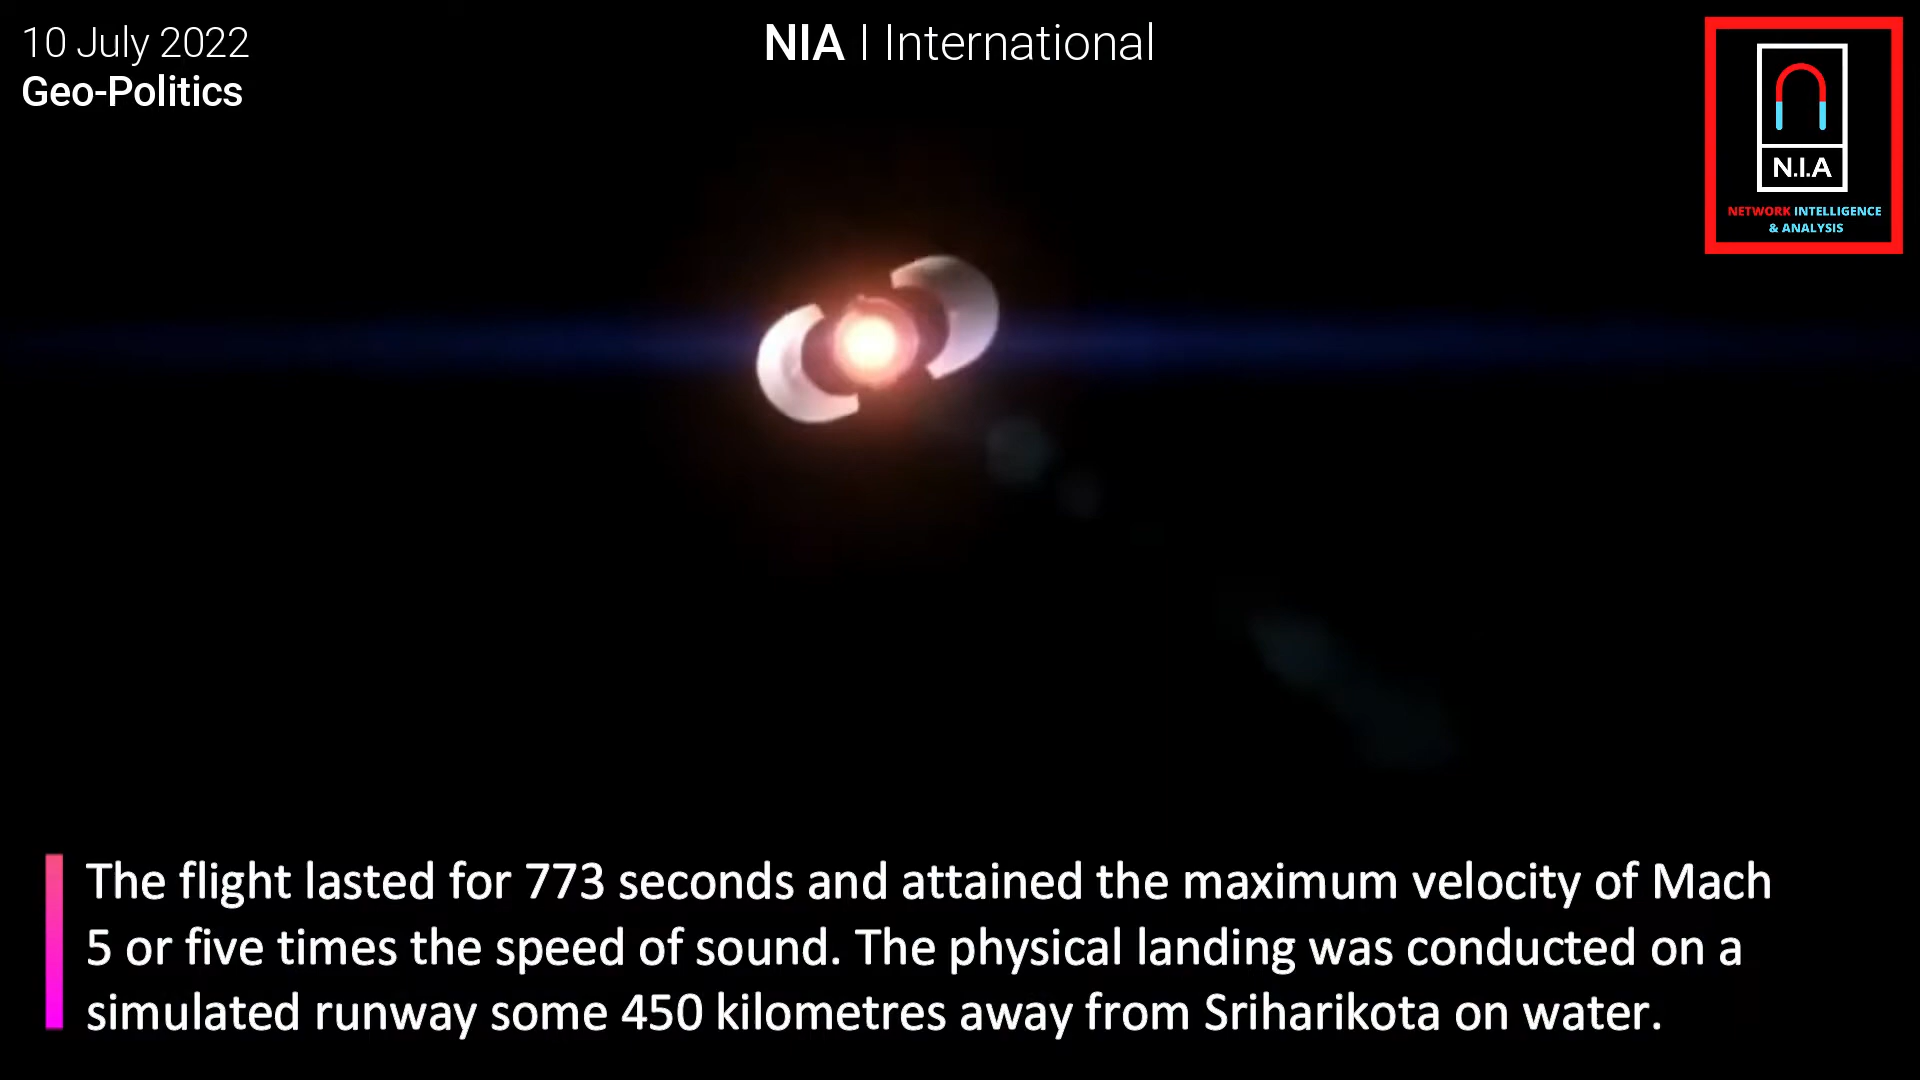 10 July 2022
Geo-Politics
NIA | International
N.I.A
NETWORK INTELLIGENCE
& ANALYSIS
The flight lasted for 773 seconds and attained the maximum velocity of Mach
5 or five times the speed of sound. The physical landing was conducted on a
simulated runway some 450 kilometres away from Sriharikota on water.